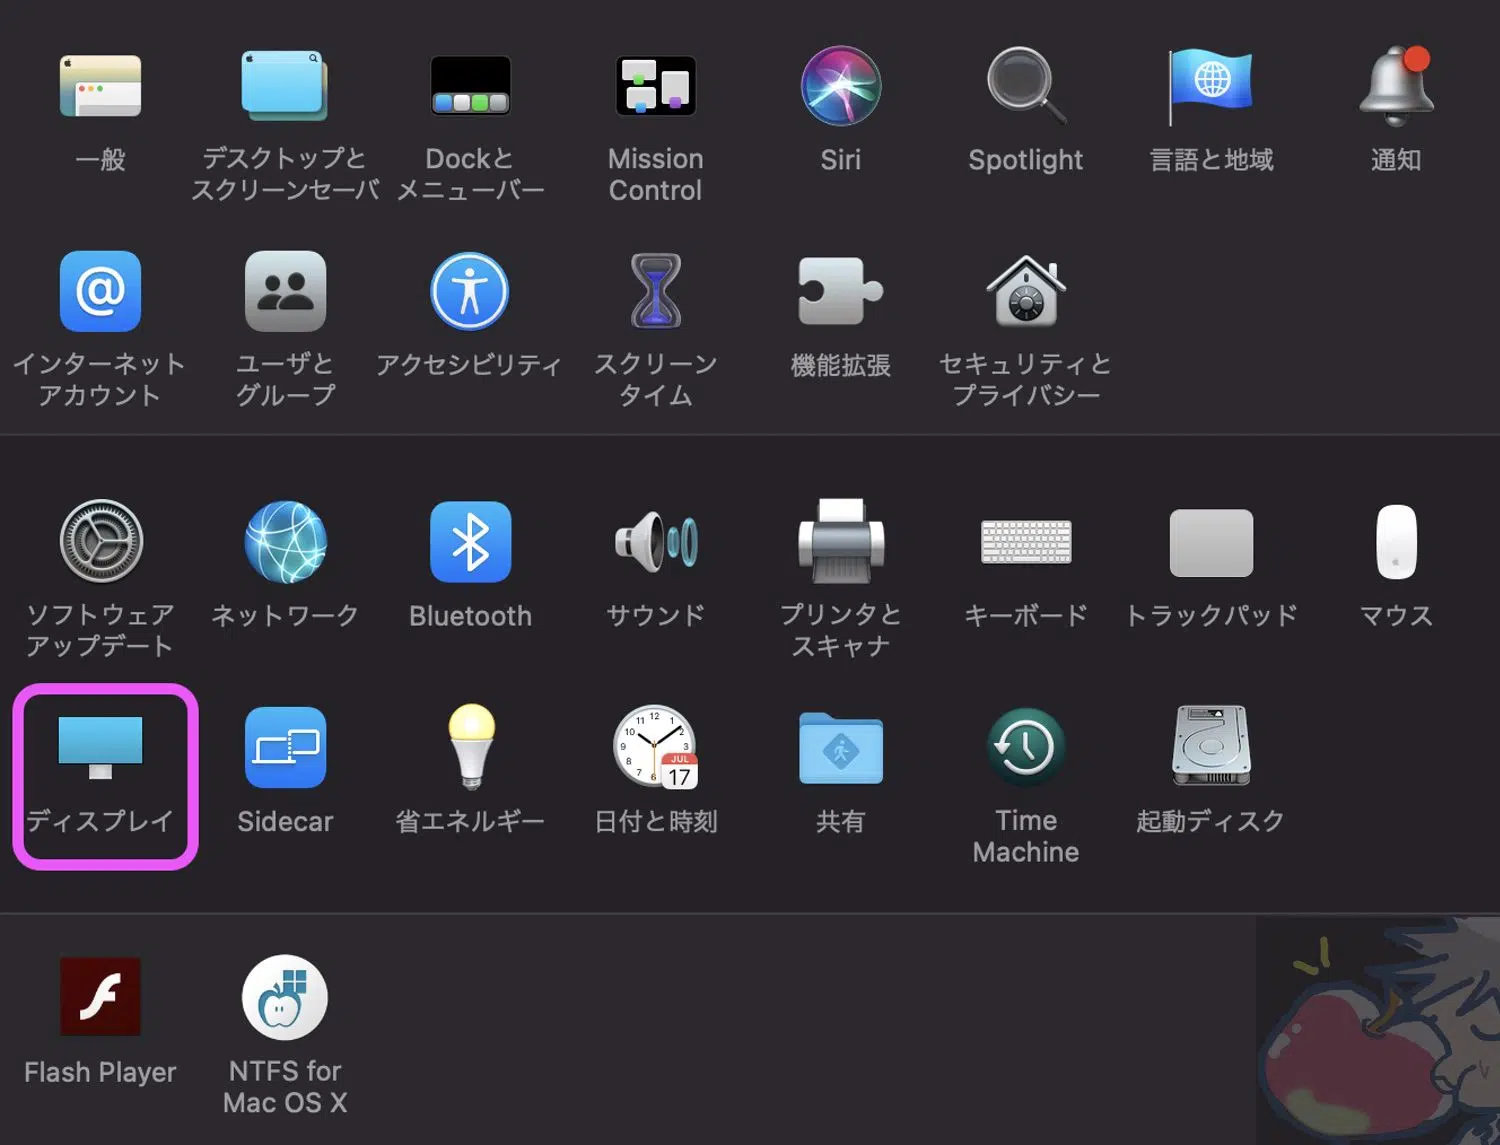 一般
デスクトップと
スクリーンセーバ
Dockと
メニューバー
Mission
Control
Siri
Spotlight
言語と地域
通知
インターネット
アカウント
ユーザと
グループ
アクセシビリティ
スクリーン
タイム
機能拡張
セキュリティと
プライバシー
ソフトウェア
アップデート
ネットワーク
Bluetooth
サウンド
プリンタと
スキャナ
キーボード
トラックパッド
マウス
ディスプレイ
Sidecar
省エネルギー
日付と時刻
JUL
17
共有
Time
Machine
起動ディスク
Flash Player
NTFS for
Mac OS X